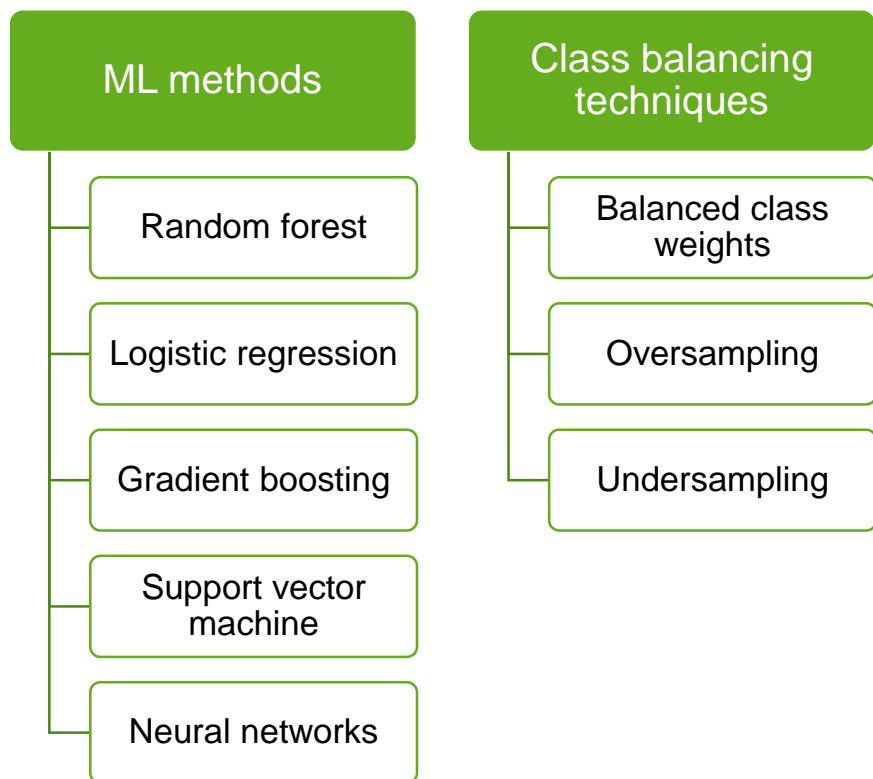 ML methods
Random forest
Logistic regression
Gradient boosting
Support vector
machine
Neural networks
Class balancing
techniques
Balanced class
weights
Oversampling
Undersampling